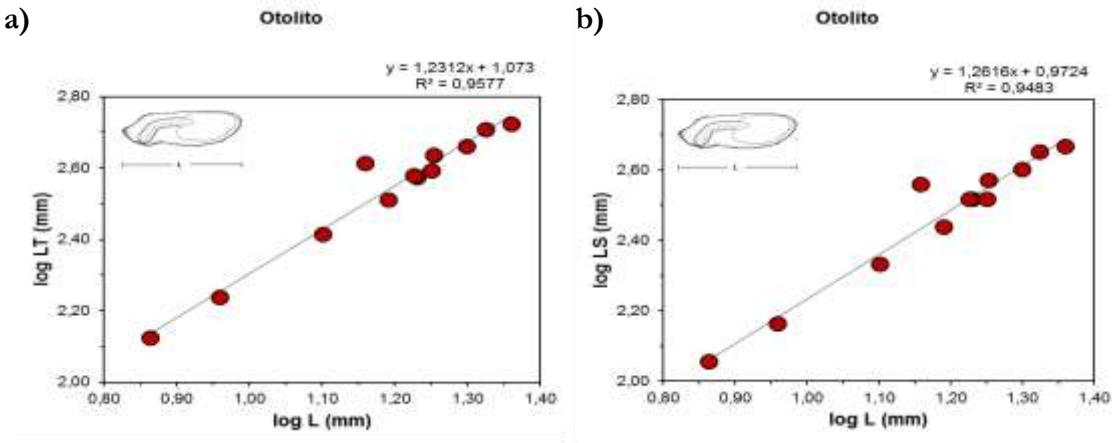 a)
Otolito
y = 1,2312x + 1,073
R² = 0,9577
2,80
2,60
2,40
2,20
2,00
log LT (mm)
L
0,80 0,90 1,00 1,10 1,20 1,30 1,40
log L (mm)
b)
Otolito
y = 1,2616x + 0,9724
R² = 0,9483
2,80
2,60
2,40
2,20
2,00
log LS (mm)
L
0,80 0,90 1,00 1,10 1,20 1,30 1,40
log L (mm)